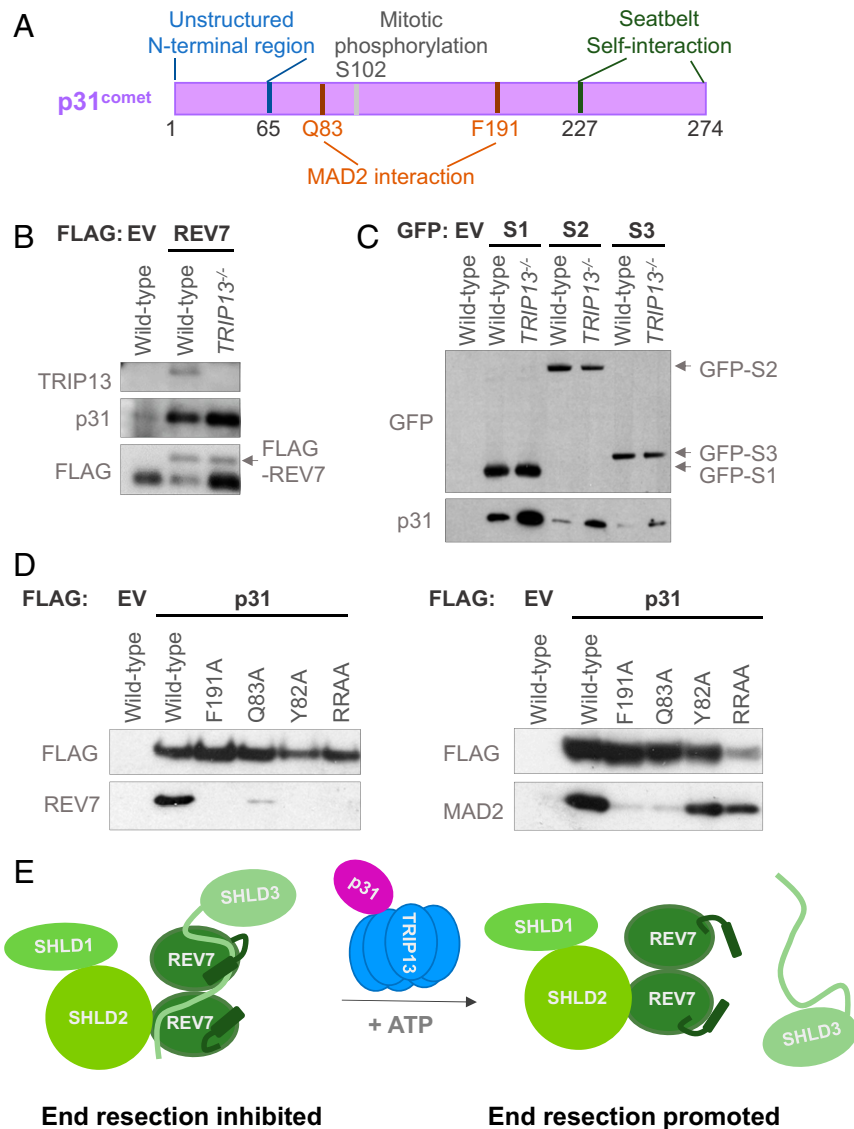 A
Unstructured
N-terminal region
Mitotic
phosphorylation
S102
Seatbelt
Self-interaction
p31comet
1
65
Q83
F191
227
274
MAD2 interaction
B
FLAG: EV REV7
Wild-type
Wild-type
TRIP13-/-
TRIP13
p31
FLAG
FLAG
-REV7
C
GFP: EV S1 S2 S3
Wild-type
Wild-type
TRIP13-/-
Wild-type
TRIP13-/-
Wild-type
TRIP13-/-
GFP
GFP-S2
GFP-S3
GFP-S1
p31
D
FLAG: EV p31
Wild-type
Wild-type
F191A
Q83A
Y82A
RRAA
FLAG
REV7
FLAG: EV p31
Wild-type
Wild-type
F191A
Q83A
Y82A
RRAA
FLAG
MAD2
E
SHLD3
SHLD1
REV7
SHLD2
REV7
p31
TRIP13
+ ATP
SHLD1
REV7
SHLD2
REV7
SHLD3
End resection inhibited
End resection promoted